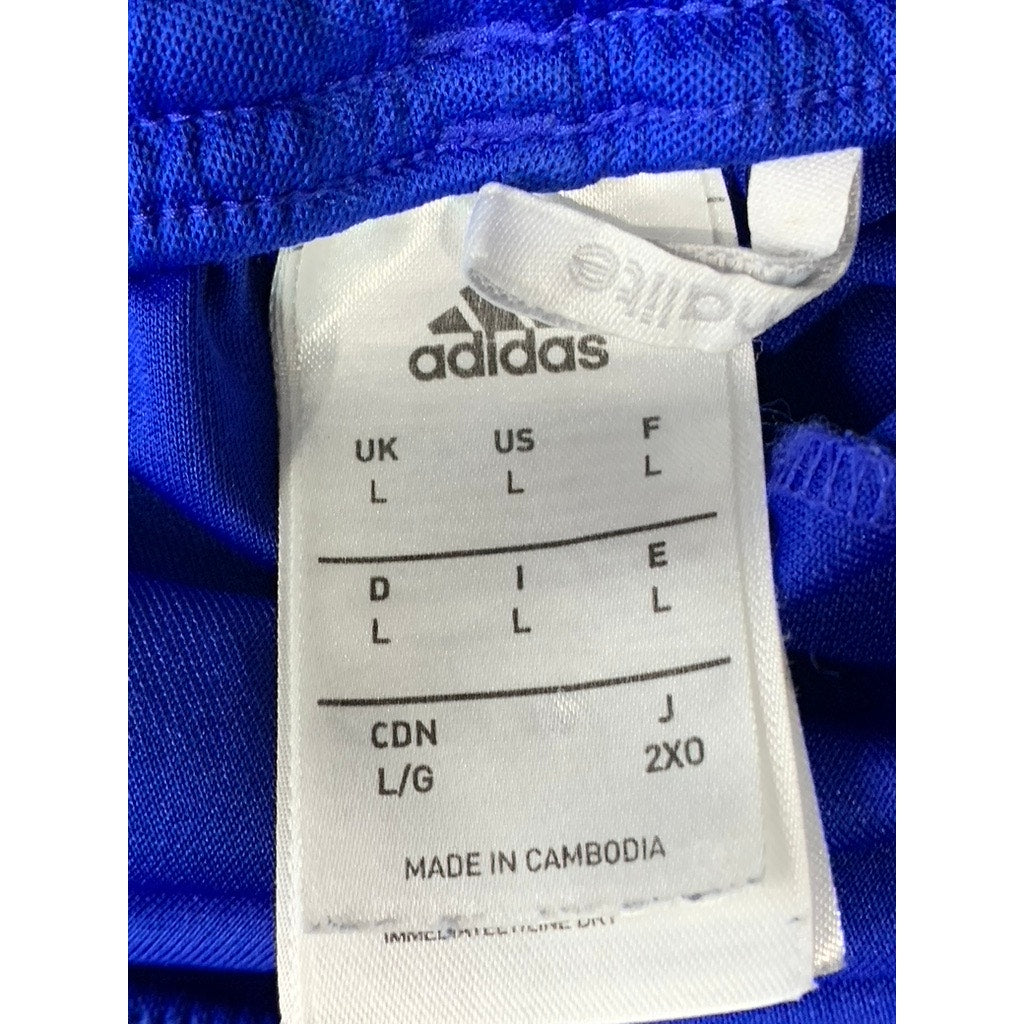 adidas
UK US F
L L L
D I E
L L L
CDN J
L/G 2XO
MADE IN CAMBODIA